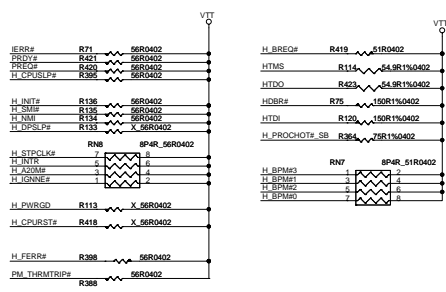 VTT
IERR# R71 56R0402
PRDY# R421 56R0402
PREQ# R420 56R0402
H_CPUSLP# R395 56R0402
H_INIT# R136 56R0402
H_SMI# R135 56R0402
H_NMI R134 56R0402
H_DPSLP# R133 X_56R0402
RN8 8P4R_56R0402
H_STPCLK# 7 8
H_INTR 5 6
H_A20M# 3 4
H_IGNNE# 1 2
H_PWRGD R113 X_56R0402
H_CPURST# R418 X_56R0402
H_FERR# R398 56R0402
PM_THRMTRIP# 56R0402
R388
VTT
H_BREQ# R419 51R0402
HTMS R114 54.9R1%0402
HTDO R423 54.9R1%0402
HDBR# R75 150R1%0402
HTDI R120 150R1%0402
H_PROCHOT#_SB R364 75R1%0402
RN7 8P4R_51R0402
H_BPM#3 1 2
H_BPM#1 3 4
H_BPM#2 5 6
H_BPM#0 7 8